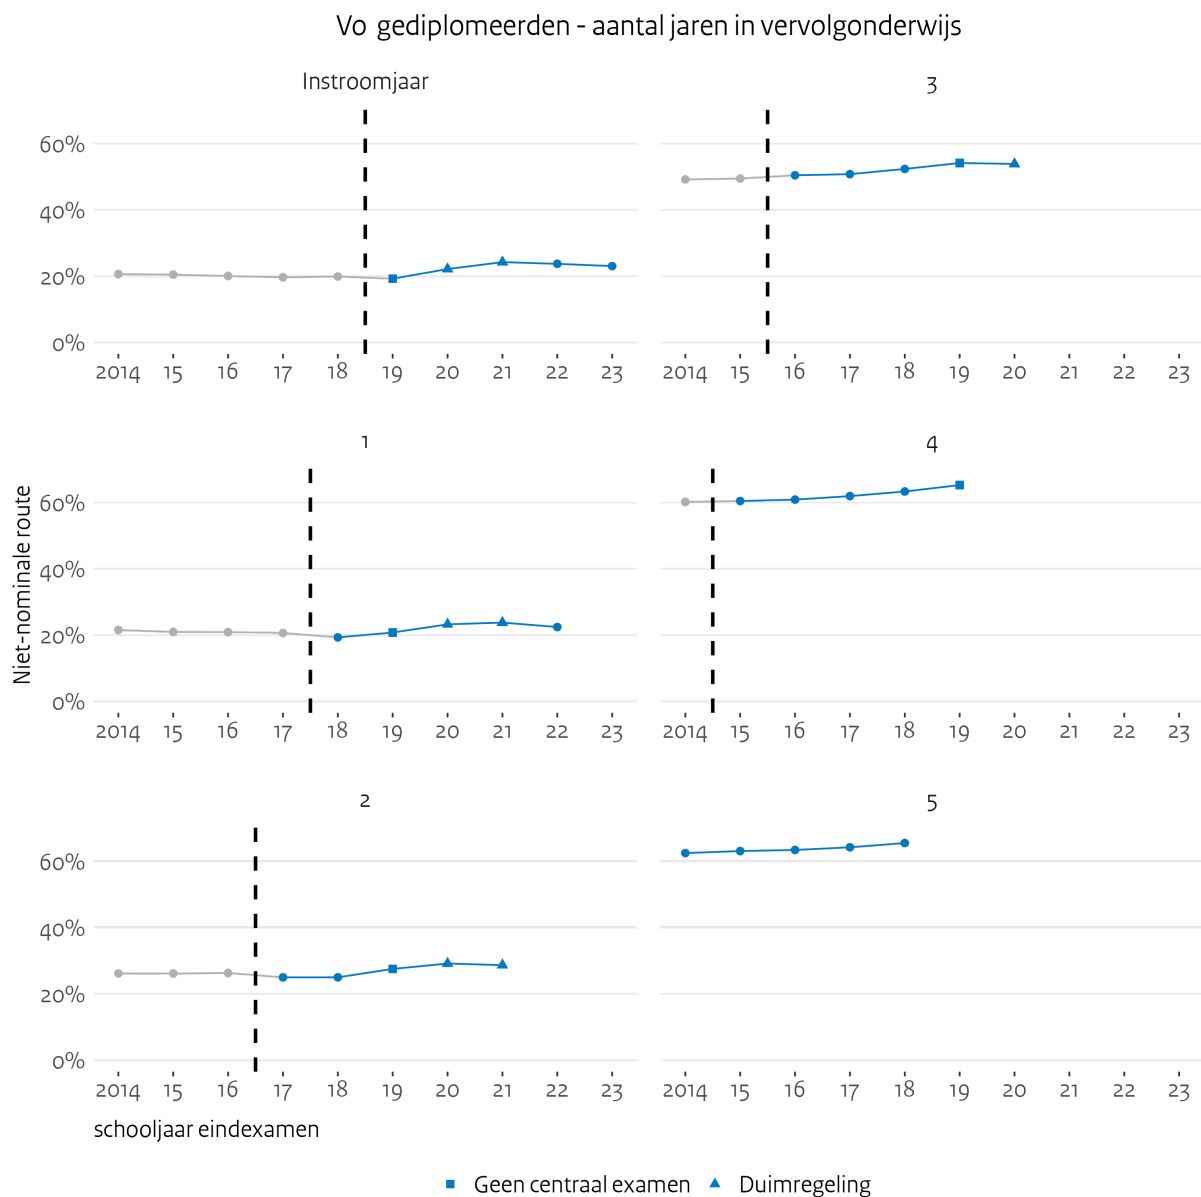 Vo gediplomeerden - aantal jaren in vervolgonderwijs
Instroomjaar
60%
40%
20%
0%
2014 15 16 17 18 19 20 21 22 23
3
2014 15 16 17 18 19 20 21 22 23
Niet-nominale route
1
60%
40%
20%
0%
2014 15 16 17 18 19 20 21 22 23
4
2014 15 16 17 18 19 20 21 22 23
2
60%
40%
20%
0%
2014 15 16 17 18 19 20 21 22 23
5
2014 15 16 17 18 19 20 21 22 23
schooljaar eindexamen
Geen centraal examen Duimregeling